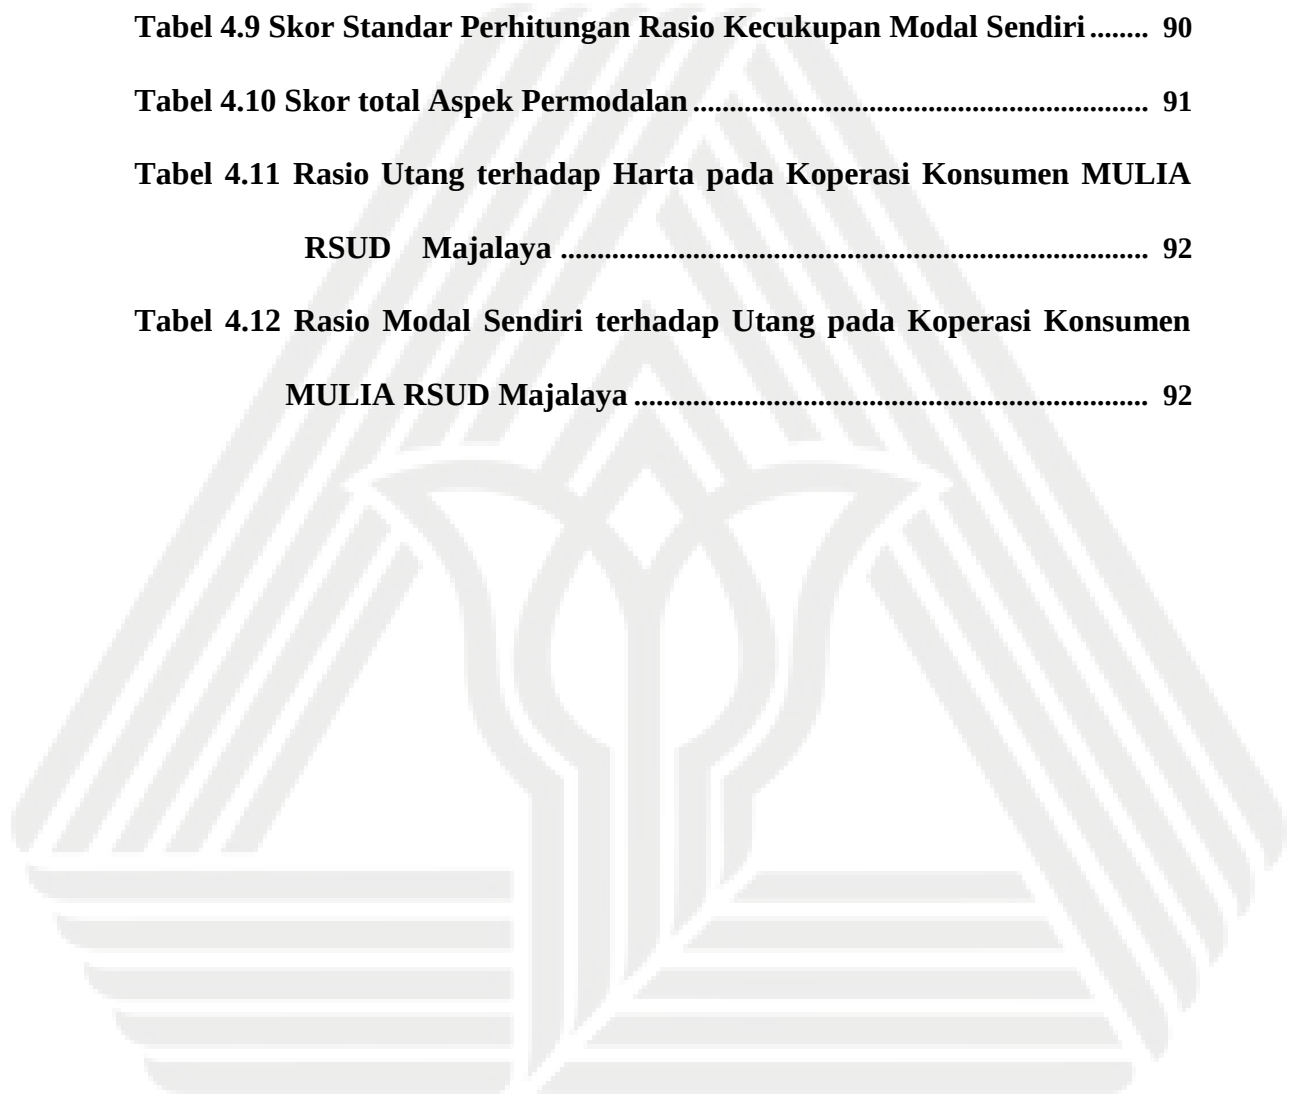 Tabel 4.9 Skor Standar Perhitungan Rasio Kecukupan Modal Sendiri ........ 90
Tabel 4.10 Skor total Aspek Permodalan ............................................................ 91
Tabel 4.11 Rasio Utang terhadap Harta pada Koperasi Konsumen MULIA
RSUD Majalaya ............................................................................. 92
Tabel 4.12 Rasio Modal Sendiri terhadap Utang pada Koperasi Konsumen
MULIA RSUD Majalaya .................................................................... 92